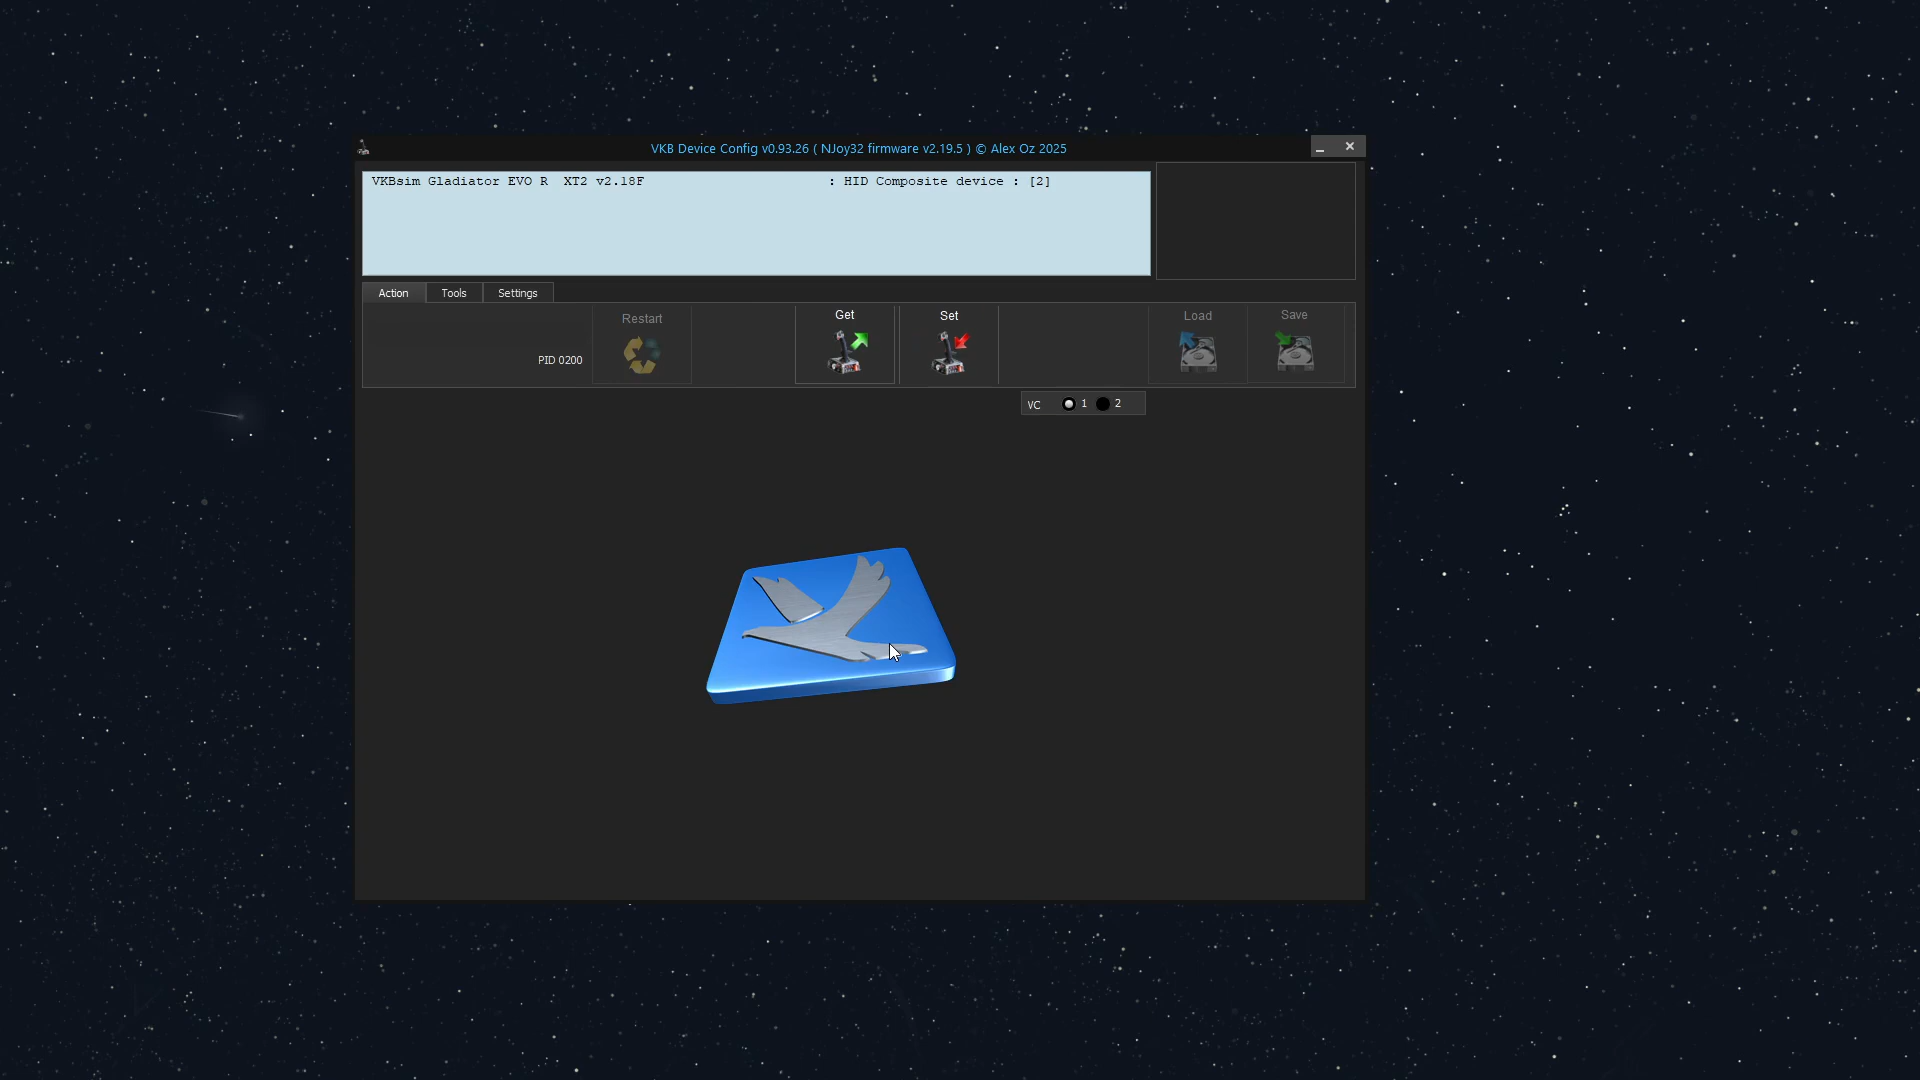 VKB Device Config v0.93.26 ( NJoy32 firmware v2.19.5 ) © Alex Oz 2025
VKBsim Gladiator EVO R  XT2 v2.18F : HID Composite device : [2]
Action Tools Settings
Restart Get Set Load Save
PID 0200
VC 1 2